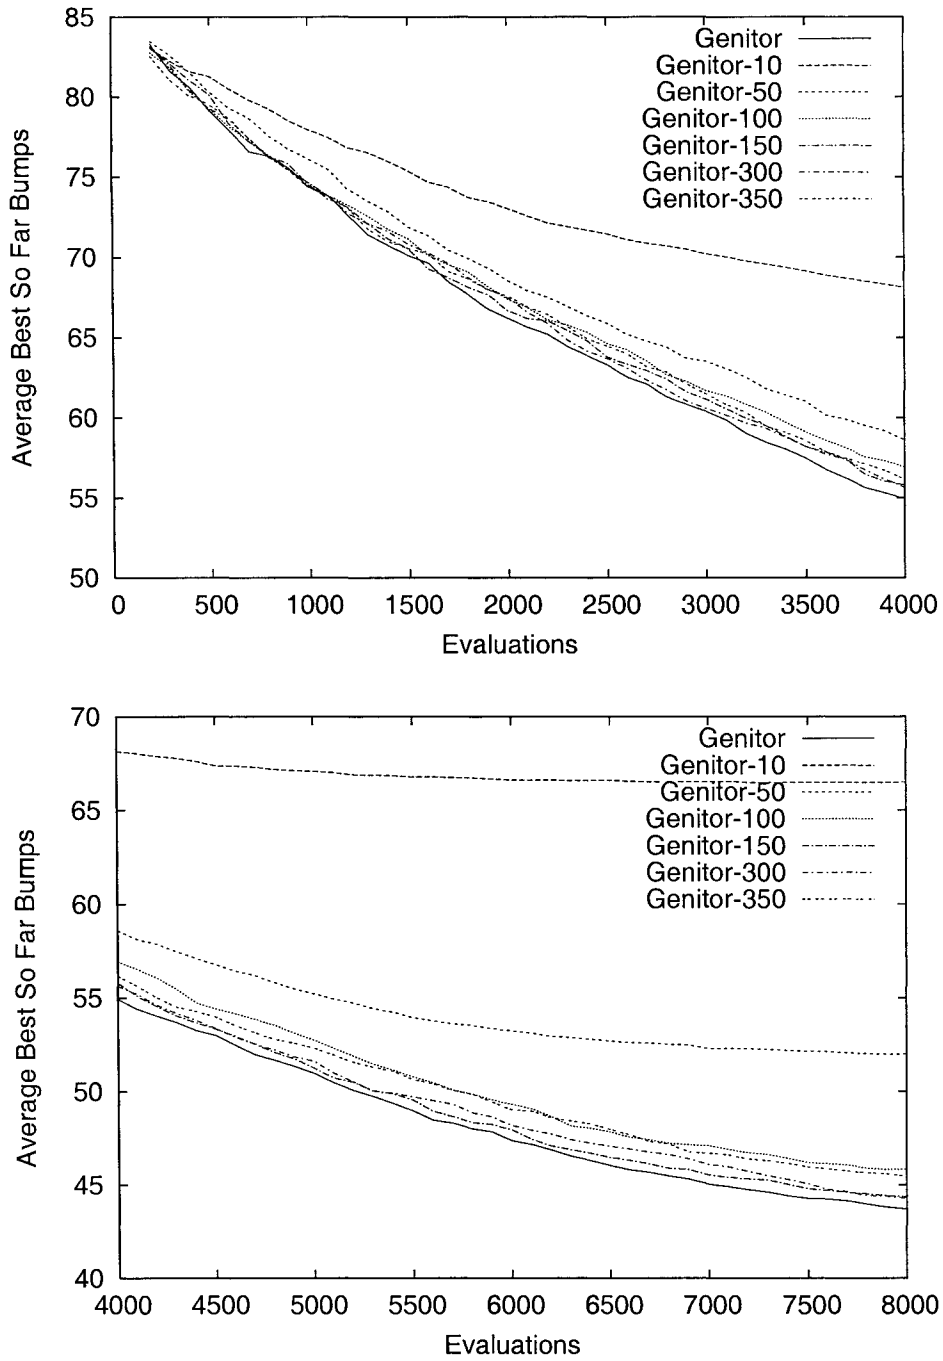 85
80
75
70
65
60
55
50
Average Best So Far Bumps
Genitor
Genitor-10
Genitor-50
Genitor-100
Genitor-150
Genitor-300
Genitor-350
0 500 1000 1500 2000 2500 3000 3500 4000
Evaluations
70
65
60
55
50
45
40
Average Best So Far Bumps
Genitor
Genitor-10
Genitor-50
Genitor-100
Genitor-150
Genitor-300
Genitor-350
4000 4500 5000 5500 6000 6500 7000 7500 8000
Evaluations